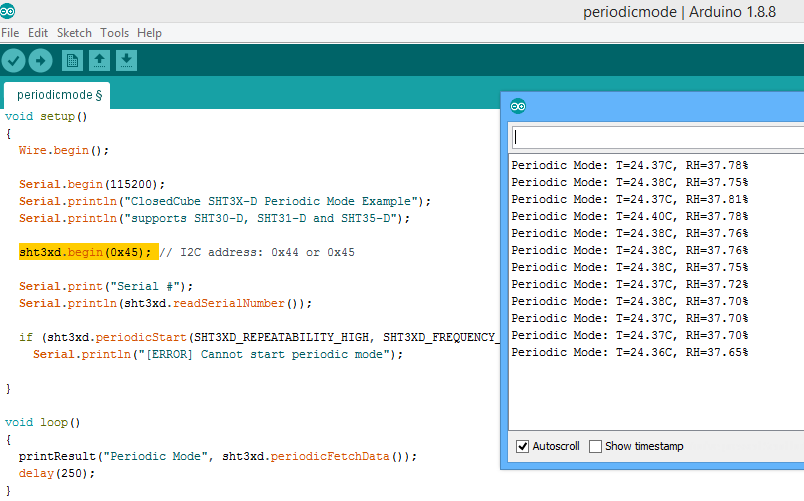 periodicmode | Arduino 1.8.8
File Edit Sketch Tools Help
periodicmode §
void setup()
{
Wire.begin();
Serial.begin(115200);
Serial.println("ClosedCube SHT3X-D Periodic Mode Example");
Serial.println("supports SHT30-D, SHT31-D and SHT35-D");
sht3xd.begin(0x45); // I2C address: 0x44 or 0x45
Serial.print("Serial #");
Serial.println(sht3xd.readSerialNumber());
if (sht3xd.periodicStart(SHT3XD_REPEATABILITY_HIGH, SHT3XD_FREQUENCY_
Serial.println("[ERROR] Cannot start periodic mode");
}
void loop()
{
printResult("Periodic Mode", sht3xd.periodicFetchData());
delay(250);
}
Periodic Mode: T=24.37C, RH=37.78%
Periodic Mode: T=24.38C, RH=37.75%
Periodic Mode: T=24.37C, RH=37.81%
Periodic Mode: T=24.40C, RH=37.78%
Periodic Mode: T=24.38C, RH=37.76%
Periodic Mode: T=24.38C, RH=37.76%
Periodic Mode: T=24.38C, RH=37.75%
Periodic Mode: T=24.37C, RH=37.72%
Periodic Mode: T=24.38C, RH=37.70%
Periodic Mode: T=24.37C, RH=37.70%
Periodic Mode: T=24.37C, RH=37.70%
Periodic Mode: T=24.36C, RH=37.65%
Autoscroll Show timestamp